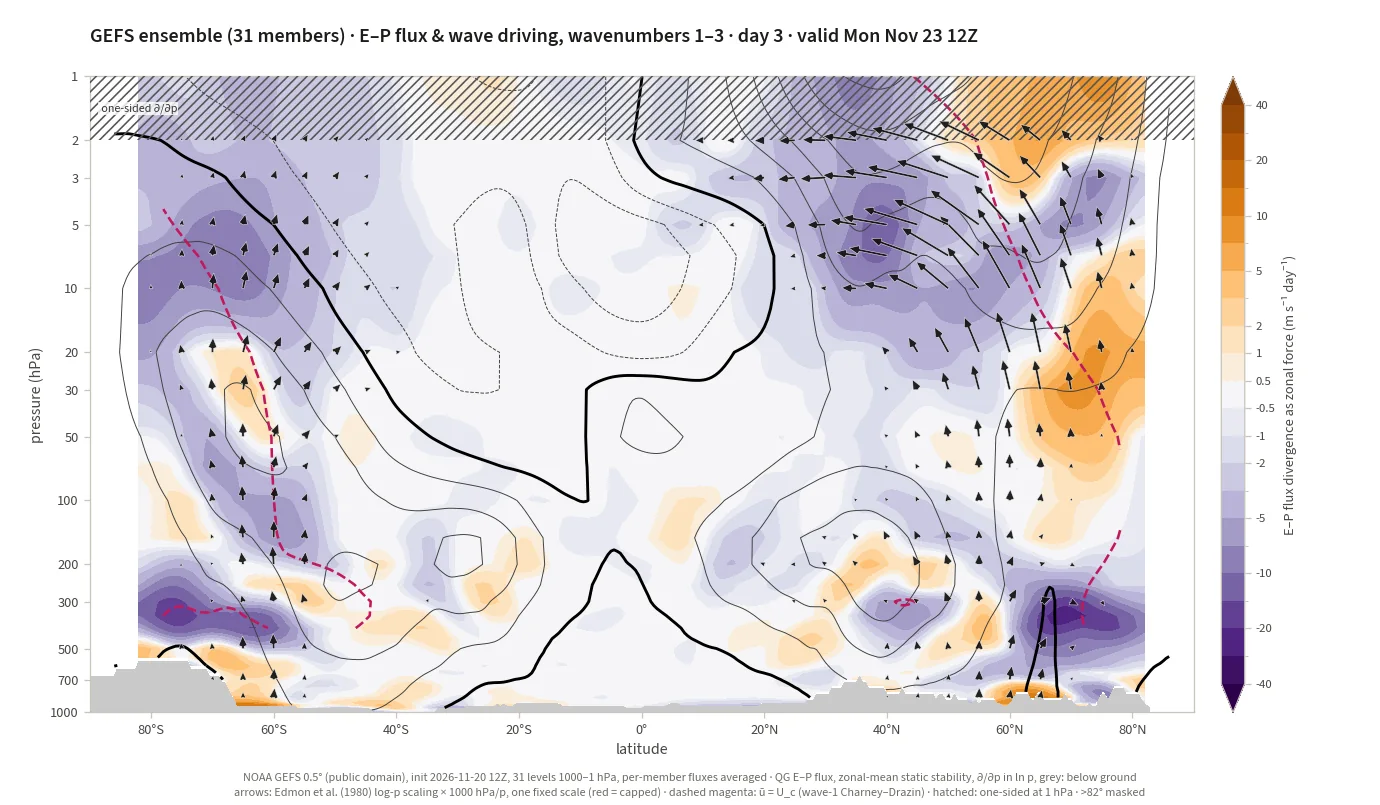 GEFS ensemble (31 members) · E–P flux & wave driving, wavenumbers 1–3 · day 3 · valid Mon Nov 23 12Z
one-sided ∂/∂p
1
2
3
5
10
20
30
50
100
200
300
500
700
1000
pressure (hPa)
80°S
60°S
40°S
20°S
0°
20°N
40°N
60°N
80°N
latitude
40
20
10
5
2
1
0.5
-0.5
-1
-2
-5
-10
-20
-40
E–P flux divergence as zonal force (m s⁻¹ day⁻¹)
NOAA GEFS 0.5° (public domain), init 2026-11-20 12Z, 31 levels 1000–1 hPa, per-member fluxes averaged · QG E–P flux, zonal-mean static stability, ∂/∂p in ln p, grey: below ground
arrows: Edmon et al. (1980) log-p scaling × 1000 hPa/p, one fixed scale (red = capped) · dashed magenta: ū = U_c (wave-1 Charney–Drazin) · hatched: one-sided at 1 hPa · >82° masked